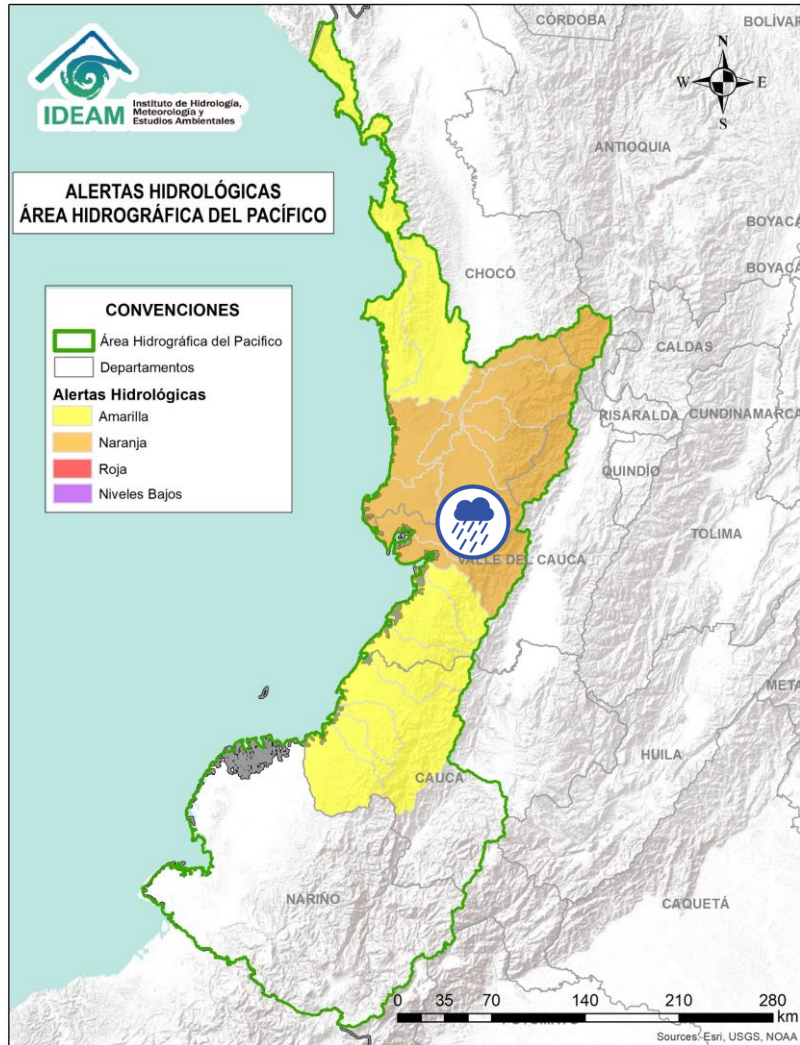 CÓRDOBA
BOLÍVAR
IDEAM
Instituto de Hidrología,
Meteorología y
Estudios Ambientales
N
W
E
S
ANTIOQUIA
ALERTAS HIDROLÓGICAS
ÁREA HIDROGRÁFICA DEL PACÍFICO
BOYACÁ
BOYACÁ
CHOCÓ
CONVENCIONES
Área Hidrográfica del Pacifico
Departamentos
Alertas Hidrológicas
Amarilla
Naranja
Roja
Niveles Bajos
CALDAS
RISARALDA
CUNDINAMARCA
QUINDÍO
TOLIMA
VALLE DEL CAUCA
META
HUILA
CAUCA
NARIÑO
CAQUETÁ
0 35 70 140 210 280
km
Sources: Esri, USGS, NOAA